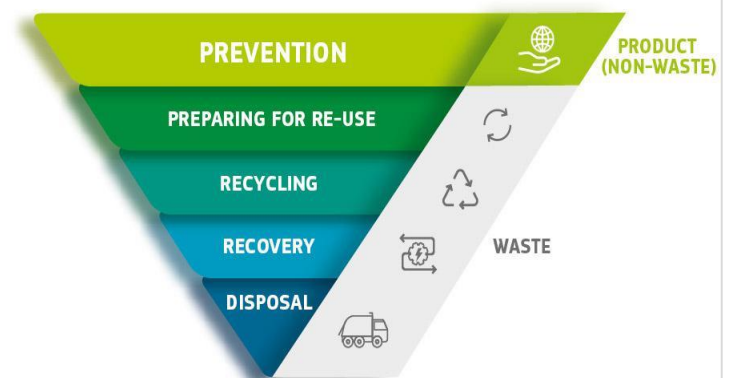 PREVENTION
PRODUCT
(NON-WASTE)
PREPARING FOR RE-USE
RECYCLING
RECOVERY
WASTE
DISPOSAL